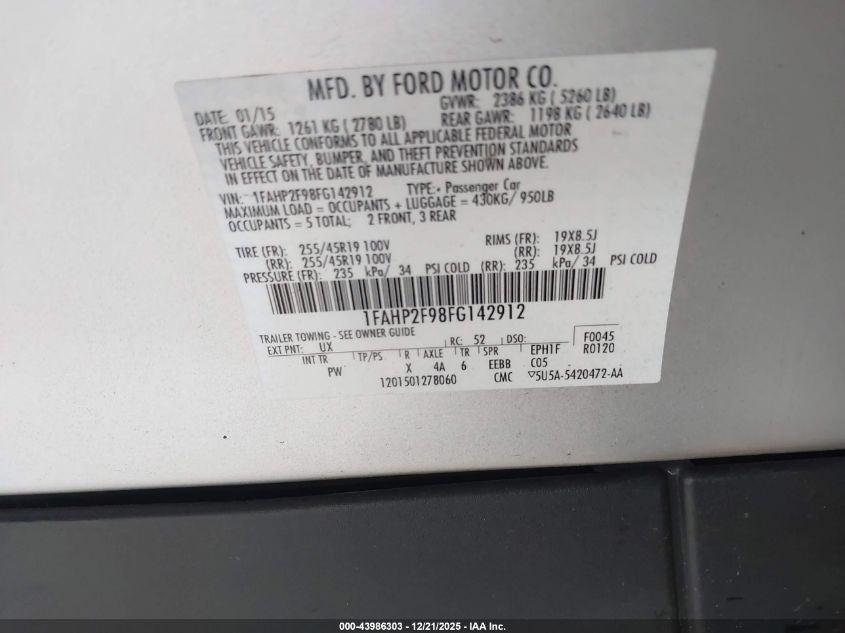 MFD. BY FORD MOTOR CO.
DATE: 01/15 GVWR: 2386 KG ( 5260 LB)
FRONT GAWR: 1261 KG ( 2780 LB) REAR GAWR: 1198 KG ( 2640 LB)
THIS VEHICLE CONFORMS TO ALL APPLICABLE FEDERAL MOTOR
VEHICLE SAFETY, BUMPER, AND THEFT PREVENTION STANDARDS
IN EFFECT ON THE DATE OF MANUFACTURE SHOWN ABOVE.
VIN: 1FAHP2F98FG142912 TYPE:• Passenger Car
MAXIMUM LOAD = OCCUPANTS + LUGGAGE = 430KG/ 950LB
OCCUPANTS = 5 TOTAL; 2 FRONT, 3 REAR
TIRE (FR): 255/45R19 100V RIMS (FR): 19X8.5J
(RR): 255/45R19 100V (RR): 19X8.5J
PRESSURE (FR): 235 kPa/ 34 PSI COLD (RR): 235 kPa/ 34 PSI COLD
1FAHP2F98FG142912
TRAILER TOWING - SEE OWNER GUIDE
EXT PNT: UX RC: 52 DSO: F0045
INT TR TP/PS R AXLE TR SPR EPH1F R0120
PW X 4A 6 EEBB C05
1201501278060 CMC ▽5U5A-5420472-AA
000-43986303 - 12/21/2025 - IAA Inc.